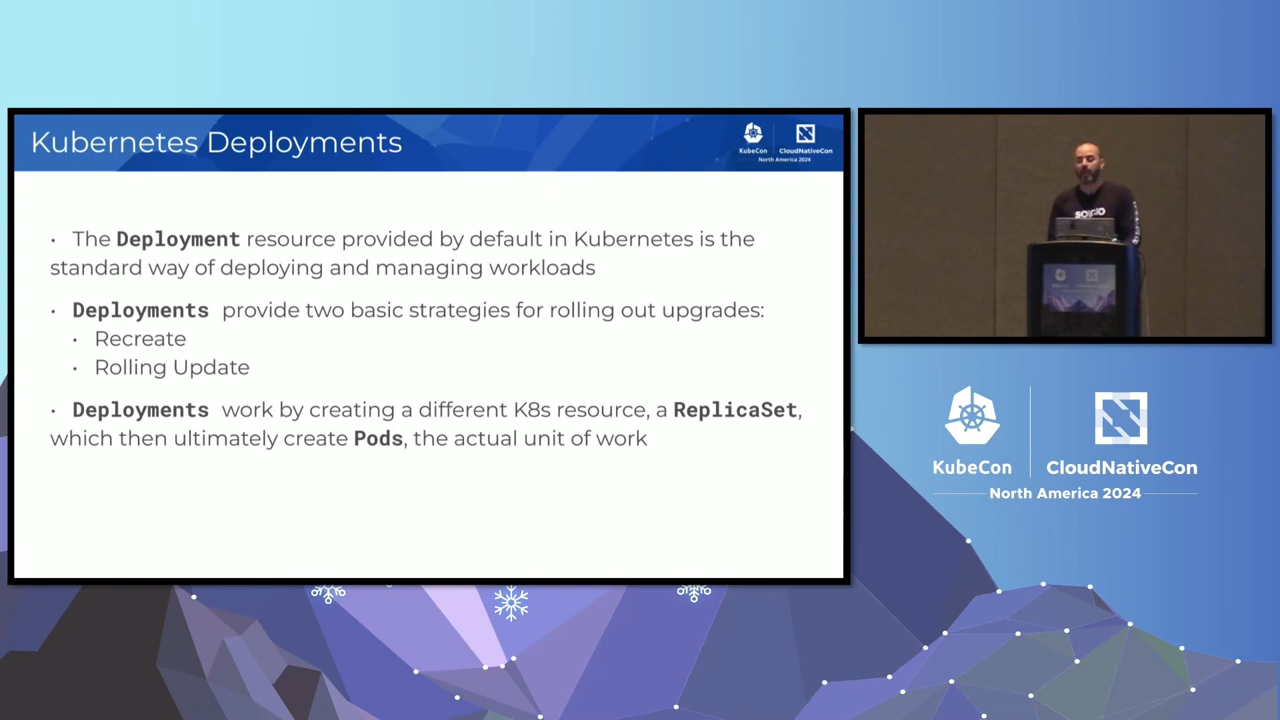 Kubernetes Deployments
KubeCon
CloudNativeCon
North America 2024
• The Deployment resource provided by default in Kubernetes is the
standard way of deploying and managing workloads
• Deployments provide two basic strategies for rolling out upgrades:
• Recreate
• Rolling Update
• Deployments work by creating a different K8s resource, a ReplicaSet,
which then ultimately create Pods, the actual unit of work
KubeCon
CloudNativeCon
North America 2024